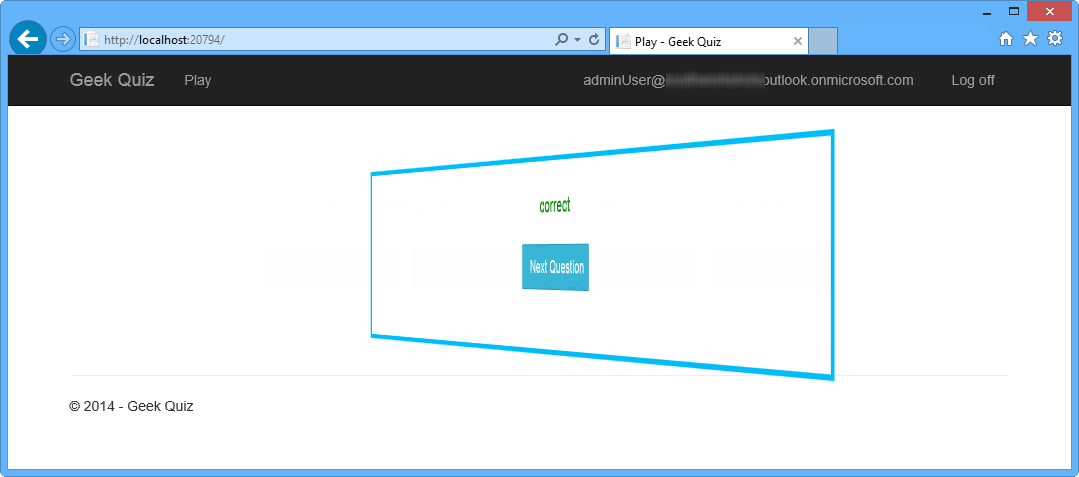 http://localhost:20794/
Play - Geek Quiz
Geek Quiz
Play
adminUser@ outlook.onmicrosoft.com
Log off
correct
Next Question
© 2014 - Geek Quiz